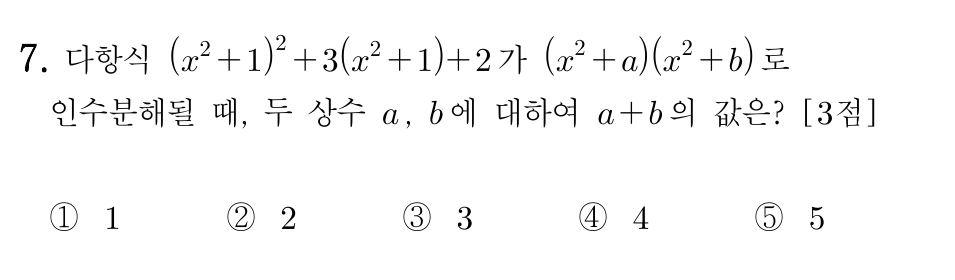 7. 다항식 (x²+1)²+3(x²+1)+2가 (x²+a)(x²+b)로
인수분해될 때, 두 상수 a, b에 대하여 a+b의 값은? [3점]
① 1 ② 2 ③ 3 ④ 4 ⑤ 5